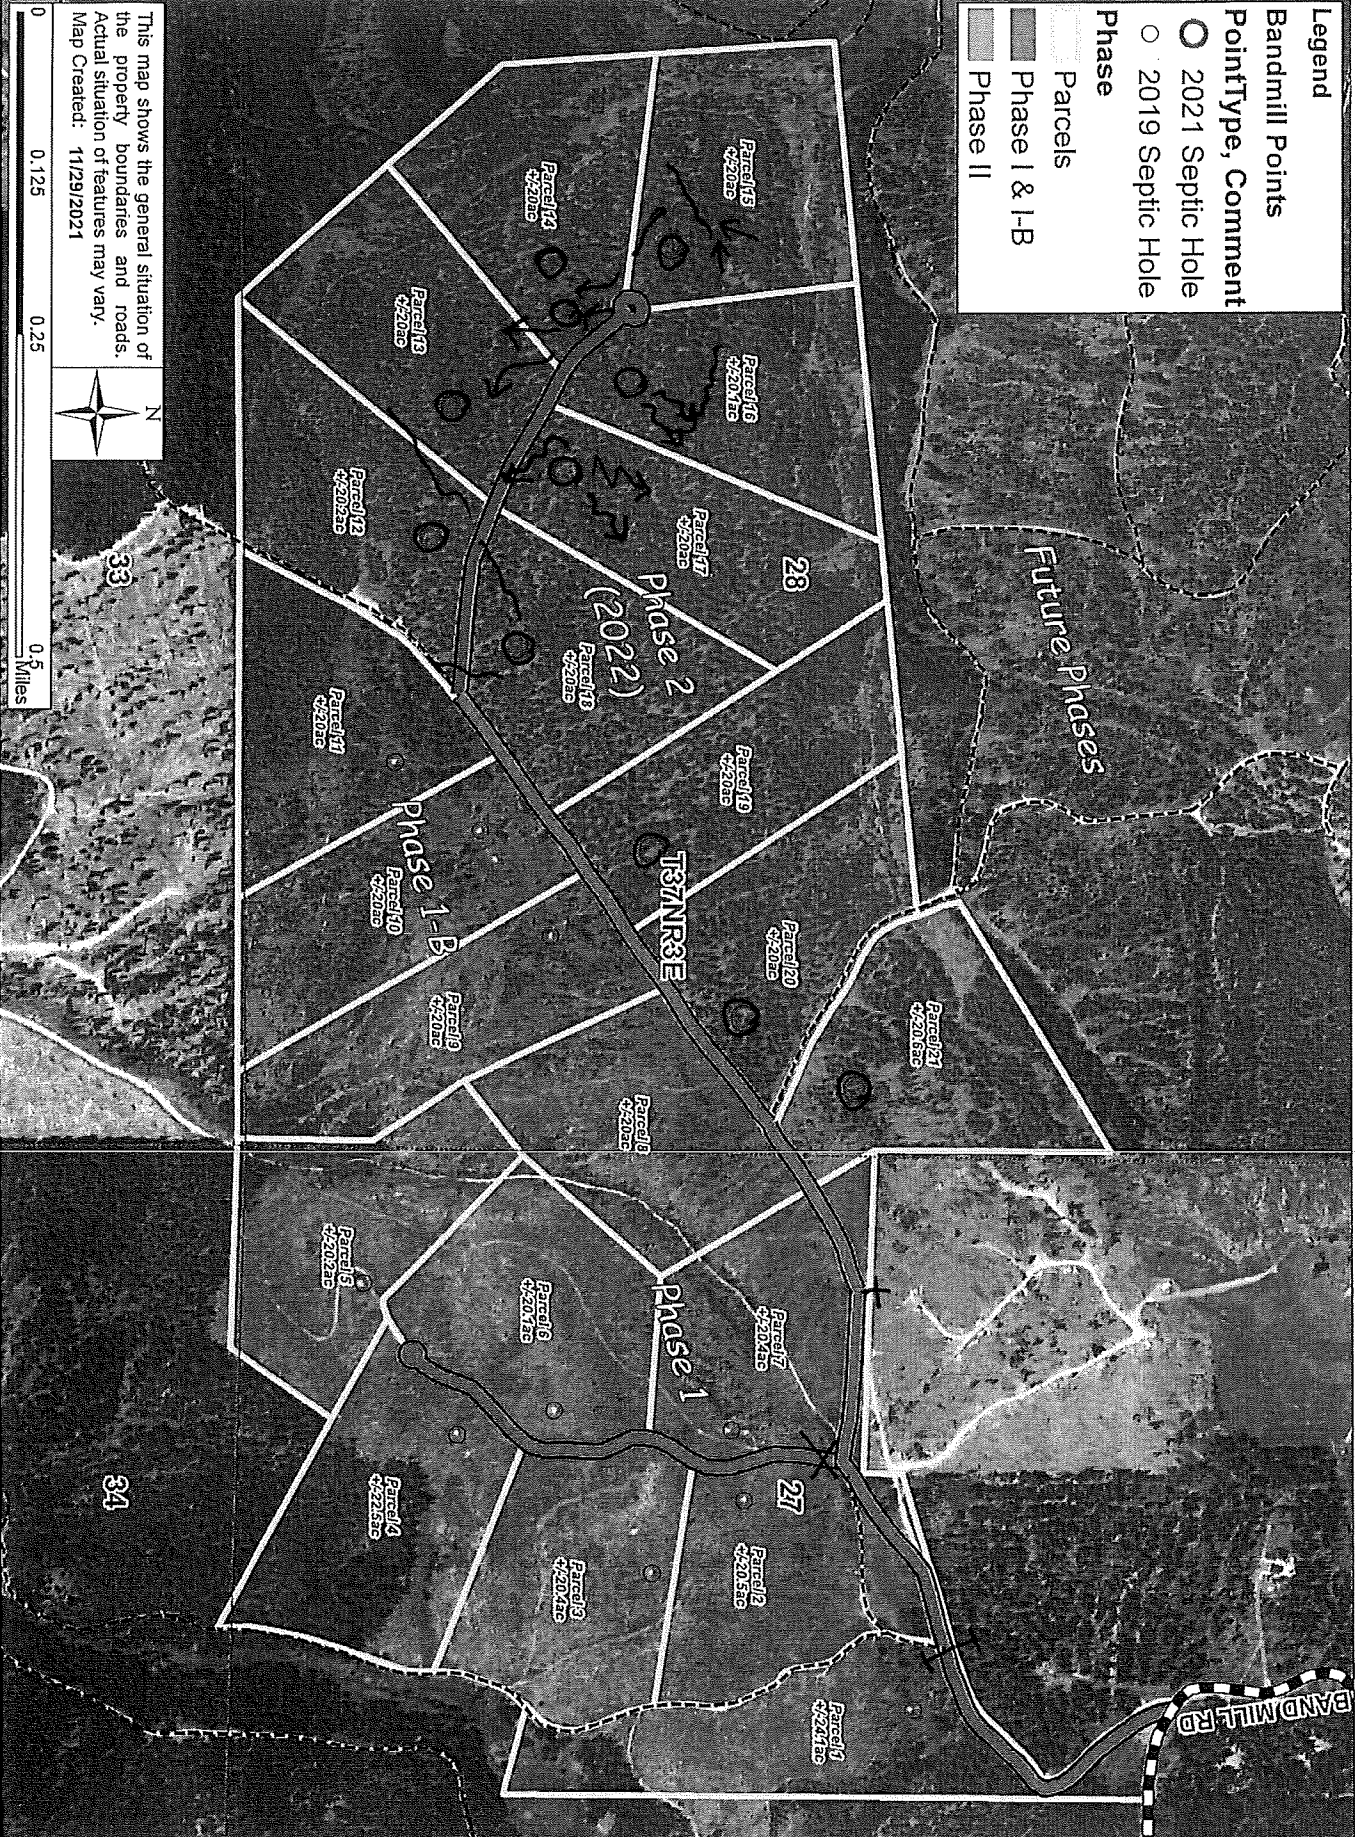 Legend
Bandmill Points
PointType, Comment
2021 Septic Hole
2019 Septic Hole
Phase
Parcels
Phase I & I-B
Phase II
BAND MILL RD
Future Phases
Parcel 15
+/-20ac
Parcel 14
+/-20ac
Parcel 13
+/-20ac
Parcel 16
+/-20.1ac
Parcel 12
+/-20.2ac
Parcel 17
+/-20ac
28
Phase 2
(2022)
Parcel 18
+/-20ac
33
Parcel 11
+/-20ac
Parcel 19
+/-20ac
Phase 1-B
Parcel 10
+/-20ac
T37NR3E
Parcel 20
+/-20ac
Parcel 9
+/-20ac
Parcel 21
+/-20.6ac
Parcel 8
+/-20ac
Parcel 5
+/-20.2ac
Parcel 6
+/-20.1ac
Phase 1
Parcel 7
+/-20.4ac
27
Parcel 4
+/-22.5ac
34
Parcel 3
+/-20.4ac
Parcel 2
+/-20.5ac
Parcel 1
+/-24.1ac
This map shows the general situation of
the property boundaries and roads.
Actual situation of features may vary.
Map Created: 11/29/2021
N
0 0.125 0.25 0.5
Miles